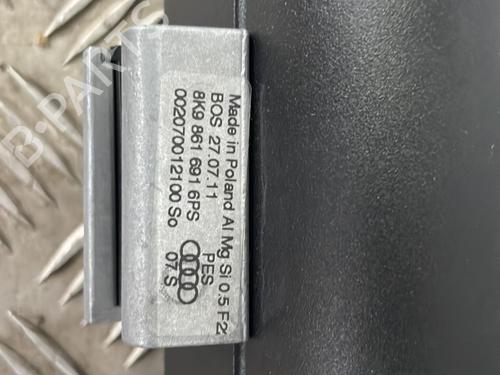 Made in Poland Al Mg Si 0.5 F2
BOS 27.07.11 PES
8K9 861 691 6PS 07.S
002070012100 So
B-PARTS